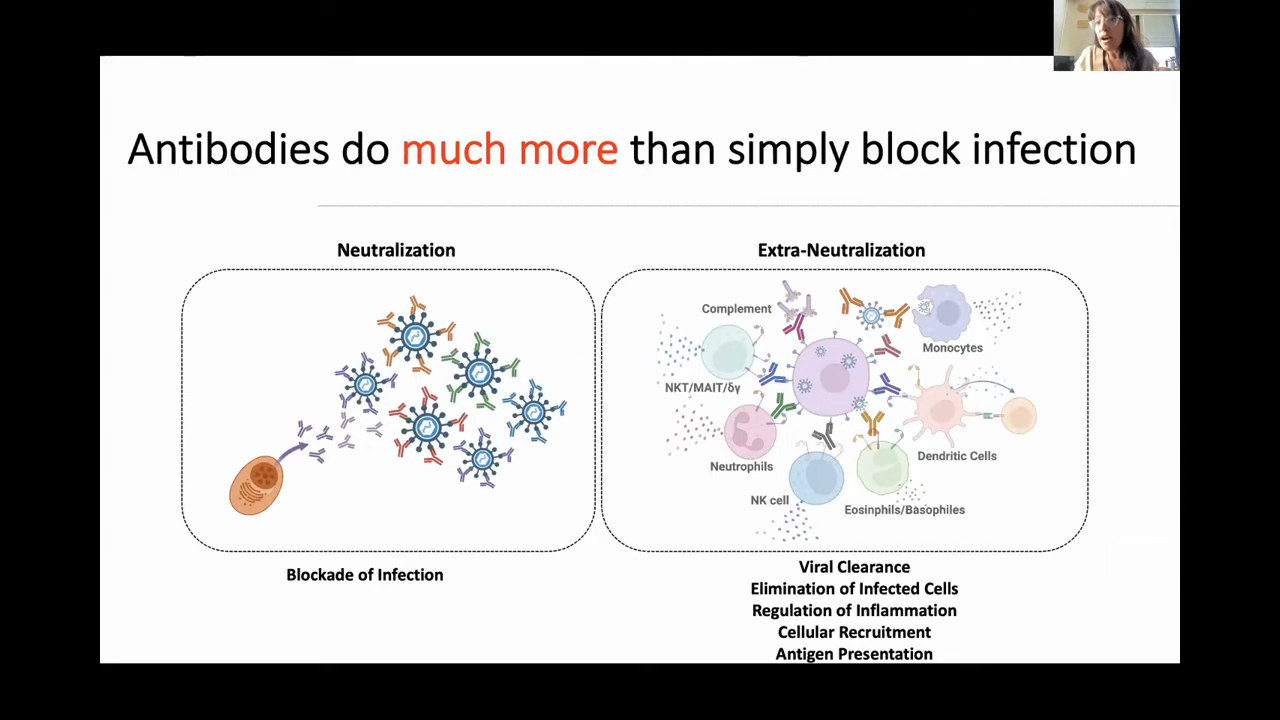 Antibodies do much more than simply block infection
Neutralization
Blockade of Infection
Extra-Neutralization
Complement
Monocytes
NKT/MAIT/δγ
Neutrophils
Dendritic Cells
NK cell
Eosinphils/Basophiles
Viral Clearance
Elimination of Infected Cells
Regulation of Inflammation
Cellular Recruitment
Antigen Presentation